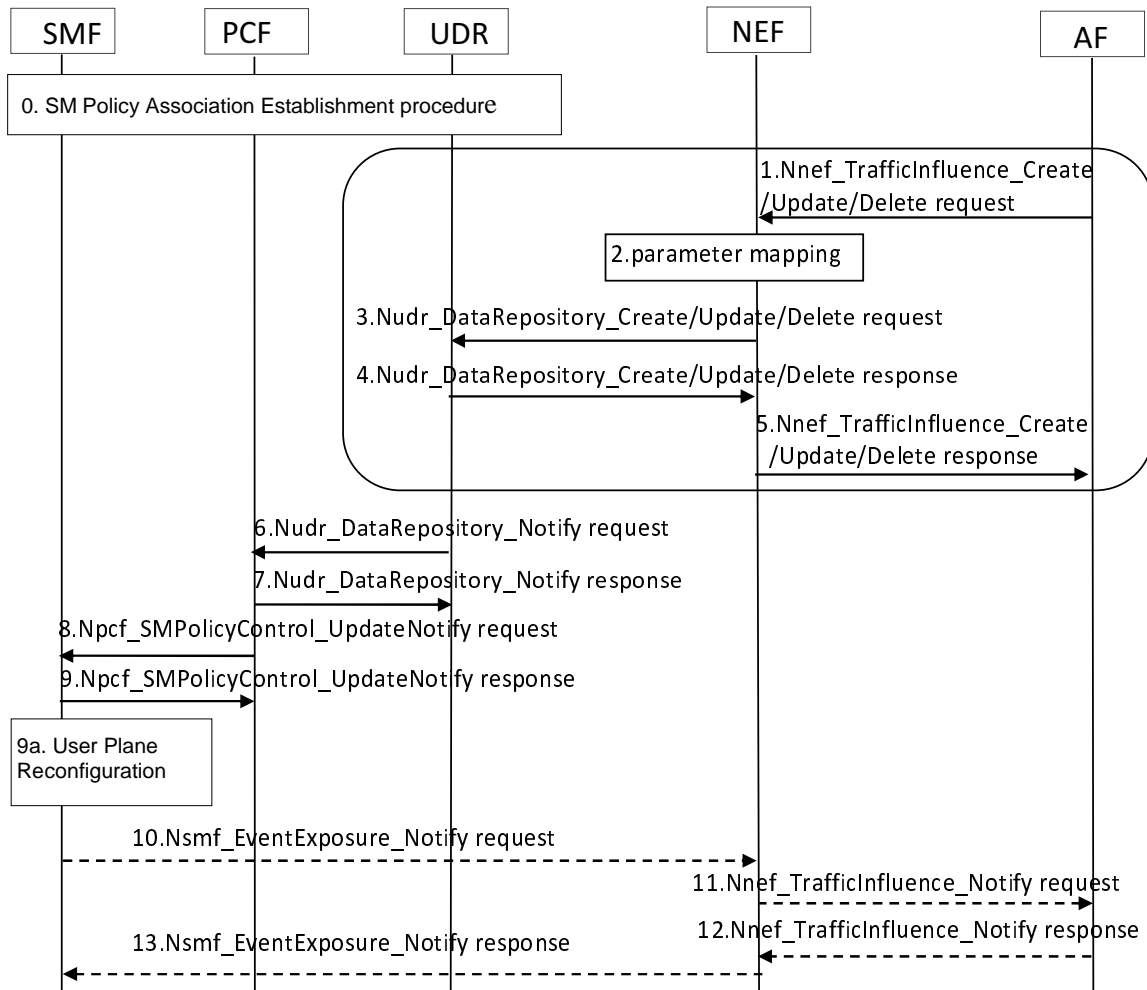 SMF
PCF
UDR
NEF
AF
0. SM Policy Association Establishment procedure
1.Nnef_TrafficInfluence_Create
/Update/Delete request
2.parameter mapping
3.Nudr_DataRepository_Create/Update/Delete request
4.Nudr_DataRepository_Create/Update/Delete response
5.Nnef_TrafficInfluence_Create
/Update/Delete response
6.Nudr_DataRepository_Notify request
7.Nudr_DataRepository_Notify response
8.Npcf_SMPolicyControl_UpdateNotify request
9.Npcf_SMPolicyControl_UpdateNotify response
9a. User Plane
Reconfiguration
10.Nsmf_EventExposure_Notify request
11.Nnef_TrafficInfluence_Notify request
12.Nnef_TrafficInfluence_Notify response
13.Nsmf_EventExposure_Notify response